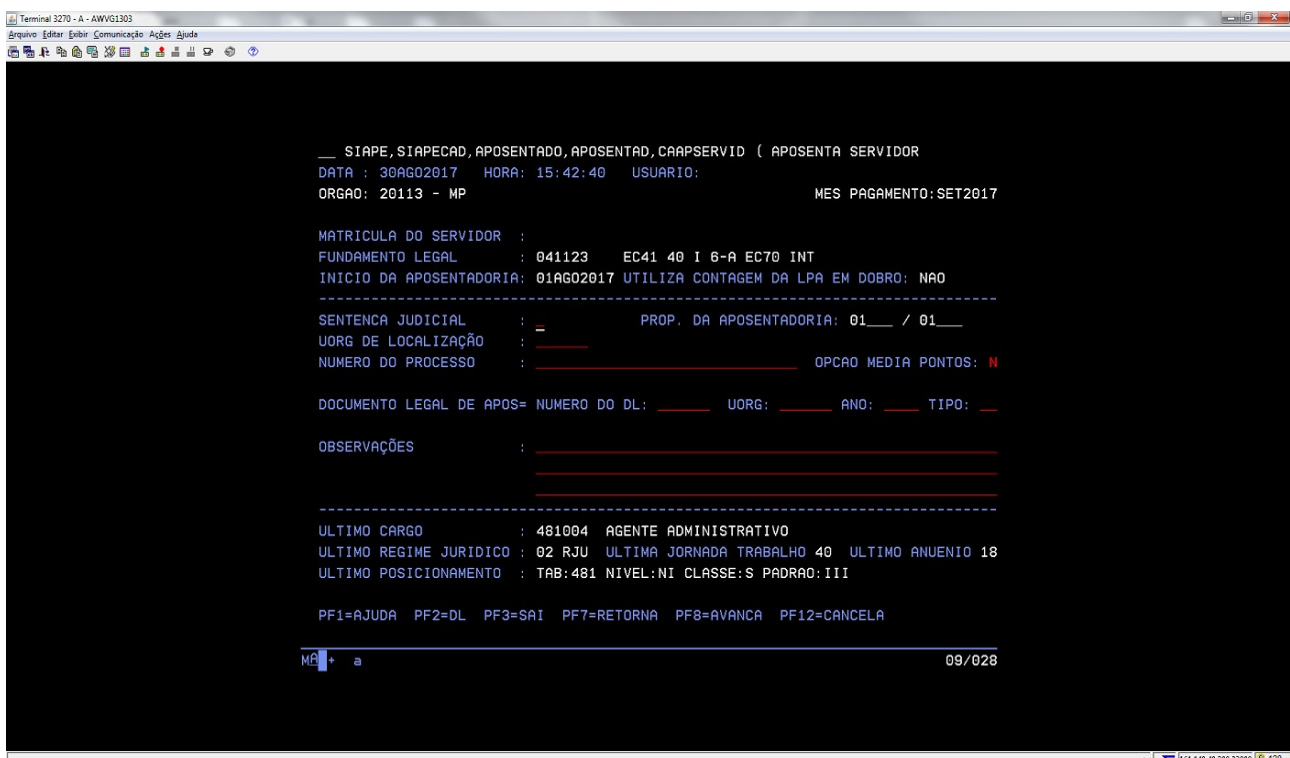 Terminal 3270 - A - AWVG1303
Arquivo Editar Exibir Comunicação Ações Ajuda
__ SIAPE,SIAPECAD,APOSENTADO,APOSENTAD,CAAPSERVID ( APOSENTA SERVIDOR
DATA : 30AGO2017 HORA: 15:42:40 USUARIO:
ORGAO: 20113 - MP MES PAGAMENTO:SET2017
MATRICULA DO SERVIDOR :
FUNDAMENTO LEGAL : 041123 EC41 40 I 6-A EC70 INT
INICIO DA APOSENTADORIA: 01AGO2017 UTILIZA CONTAGEM DA LPA EM DOBRO: NAO
SENTENCA JUDICIAL : _ PROP. DA APOSENTADORIA: 01___ / 01___
UORG DE LOCALIZAÇÃO : ______
NUMERO DO PROCESSO : ______________________________ OPCAO MEDIA PONTOS: N
DOCUMENTO LEGAL DE APOS= NUMERO DO DL: ______ UORG: ______ ANO: ____ TIPO: __
OBSERVAÇÕES :
ULTIMO CARGO : 481004 AGENTE ADMINISTRATIVO
ULTIMO REGIME JURIDICO : 02 RJU ULTIMA JORNADA TRABALHO 40 ULTIMO ANUENIO 18
ULTIMO POSICIONAMENTO : TAB:481 NIVEL:NI CLASSE:S PADRAO:III
PF1=AJUDA PF2=DL PF3=SAI PF7=RETORNA PF8=AVANCA PF12=CANCELA
MA + a 09/028